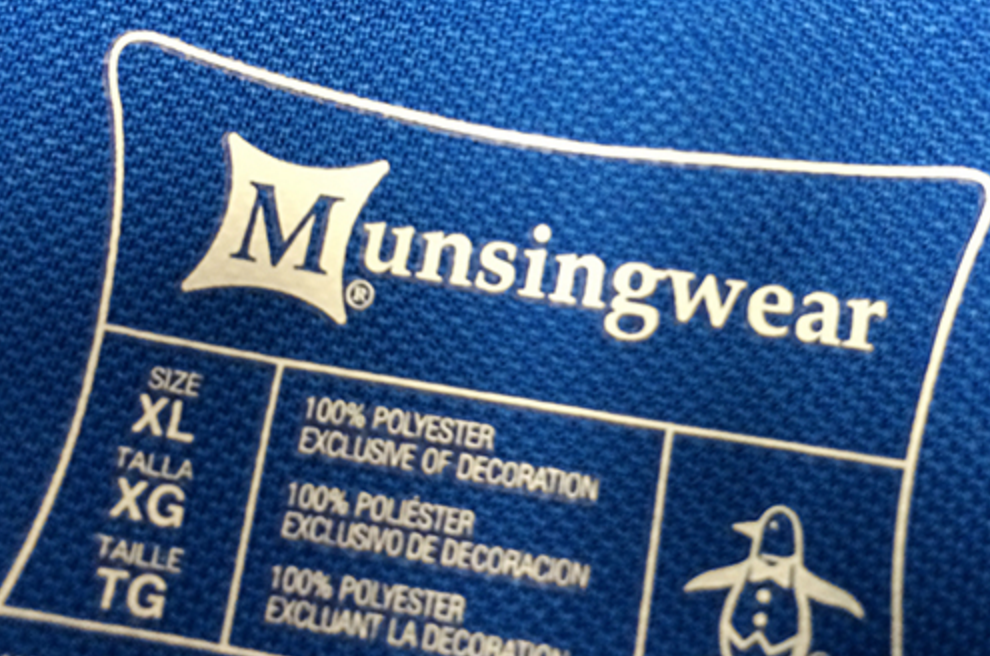 Munsingwear®
SIZE
XL
TALLA
XG
TAILLE
TG
100% POLYESTER
EXCLUSIVE OF DECORATION
100% POLIÉSTER
EXCLUSIVO DE DECORACION
100% POLYESTER
EXCLUANT LA DECORATION